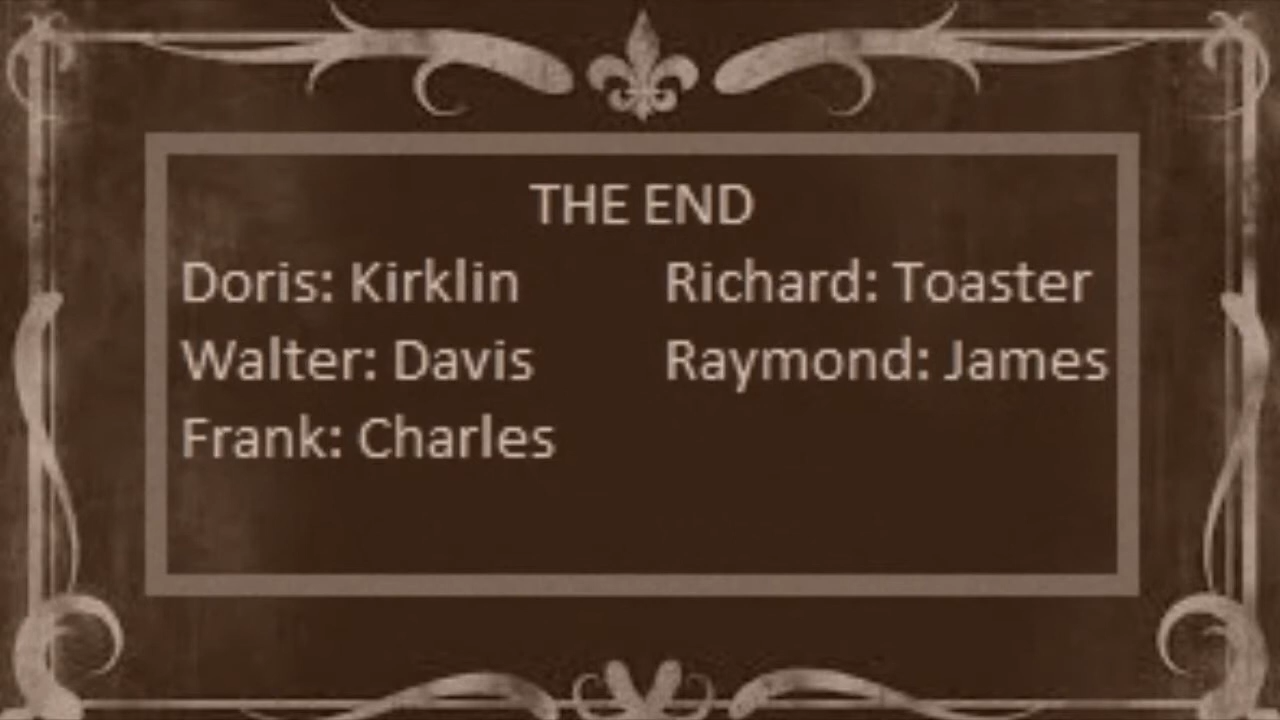 THE END
Doris: Kirklin
Richard: Toaster
Walter: Davis
Raymond: James
Frank: Charles